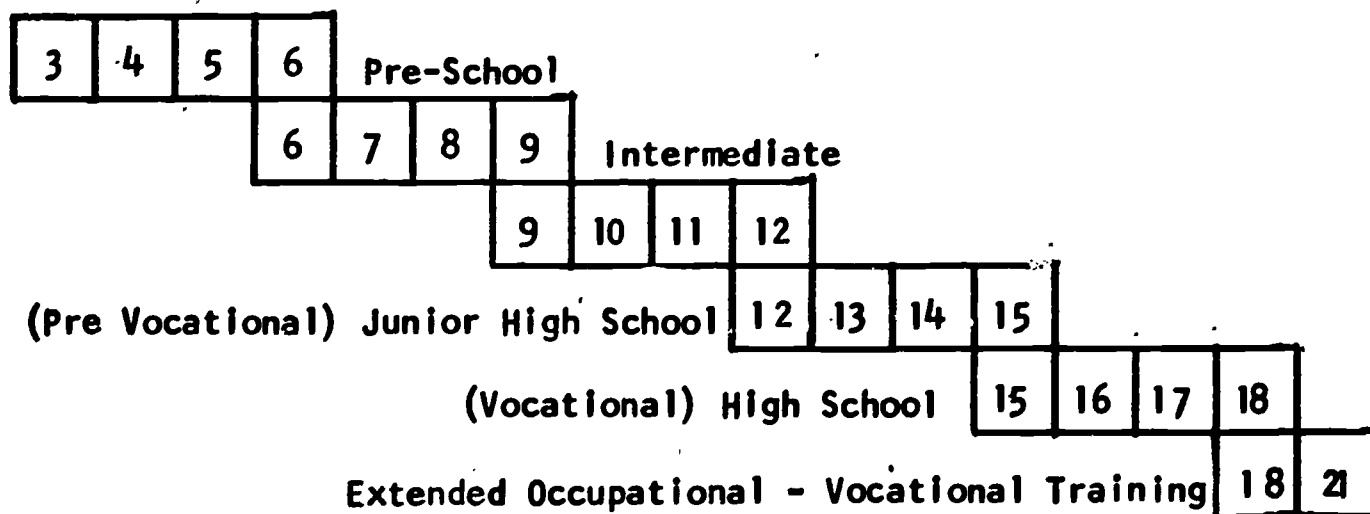 3 4 5 6 Pre-School
6 7 8 9 Intermediate
9 10 11 12
(Pre Vocational) Junior High School 12 13 14 15
(Vocational) High School 15 16 17 18
Extended Occupational - Vocational Training 18 21